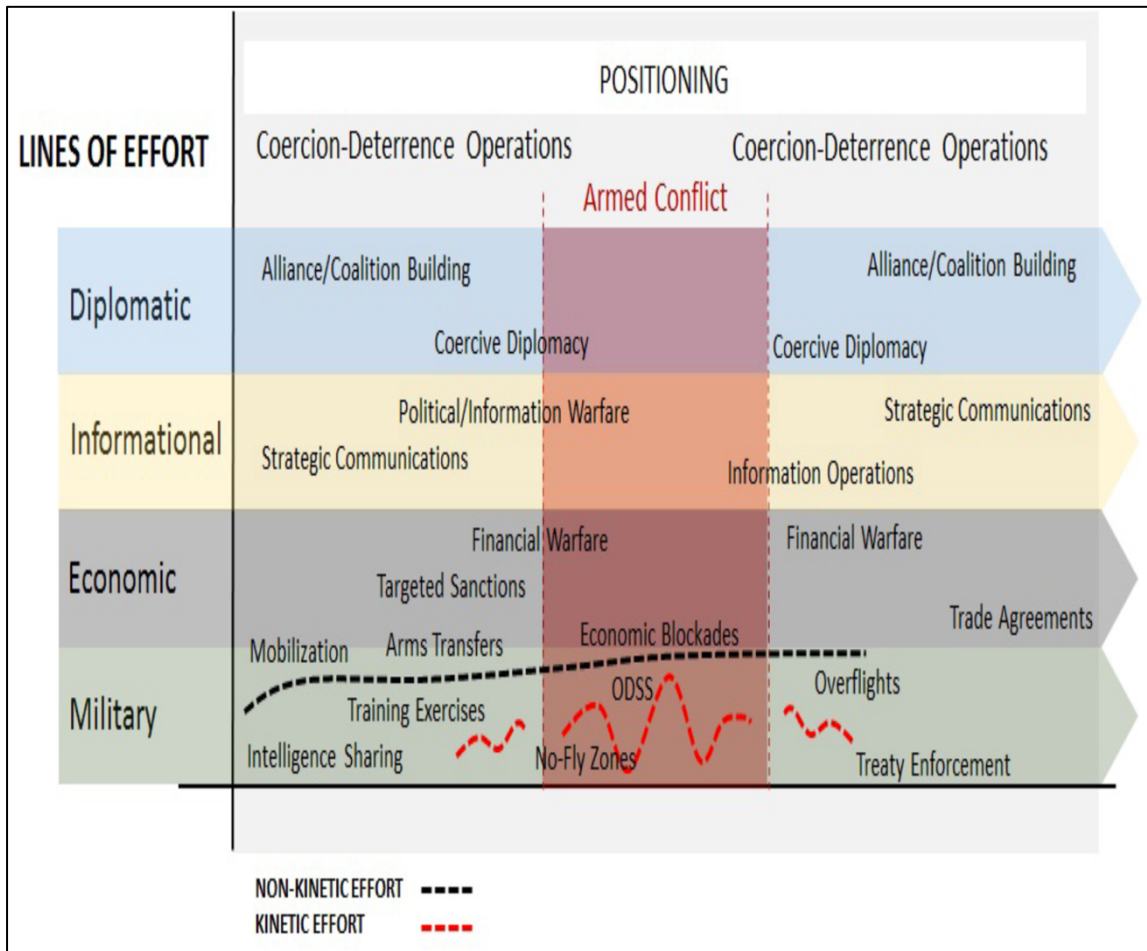 POSITIONING
LINES OF EFFORT
Coercion-Deterrence Operations
Coercion-Deterrence Operations
Armed Conflict
Diplomatic
Alliance/Coalition Building
Alliance/Coalition Building
Coercive Diplomacy
Coercive Diplomacy
Informational
Political/Information Warfare
Strategic Communications
Strategic Communications
Information Operations
Economic
Financial Warfare
Financial Warfare
Targeted Sanctions
Trade Agreements
Economic Blockades
Military
Mobilization
Arms Transfers
ODSS
Overflights
Training Exercises
Intelligence Sharing
No-Fly Zones
Treaty Enforcement
NON-KINETIC EFFORT
KINETIC EFFORT